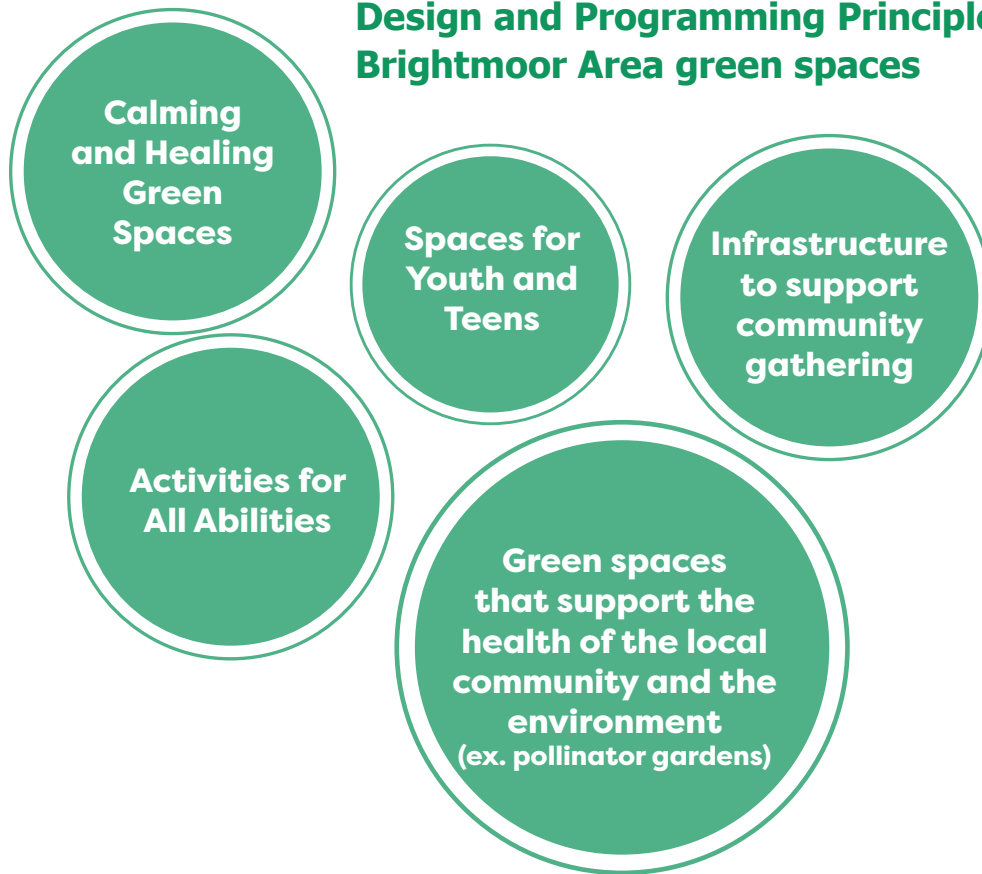 Design and Programming Principle
Brightmoor Area green spaces
Calming
and Healing
Green
Spaces
Spaces for
Youth and
Teens
Infrastructure
to support
community
gathering
Activities for
All Abilities
Green spaces
that support the
health of the local
community and the
environment
(ex. pollinator gardens)